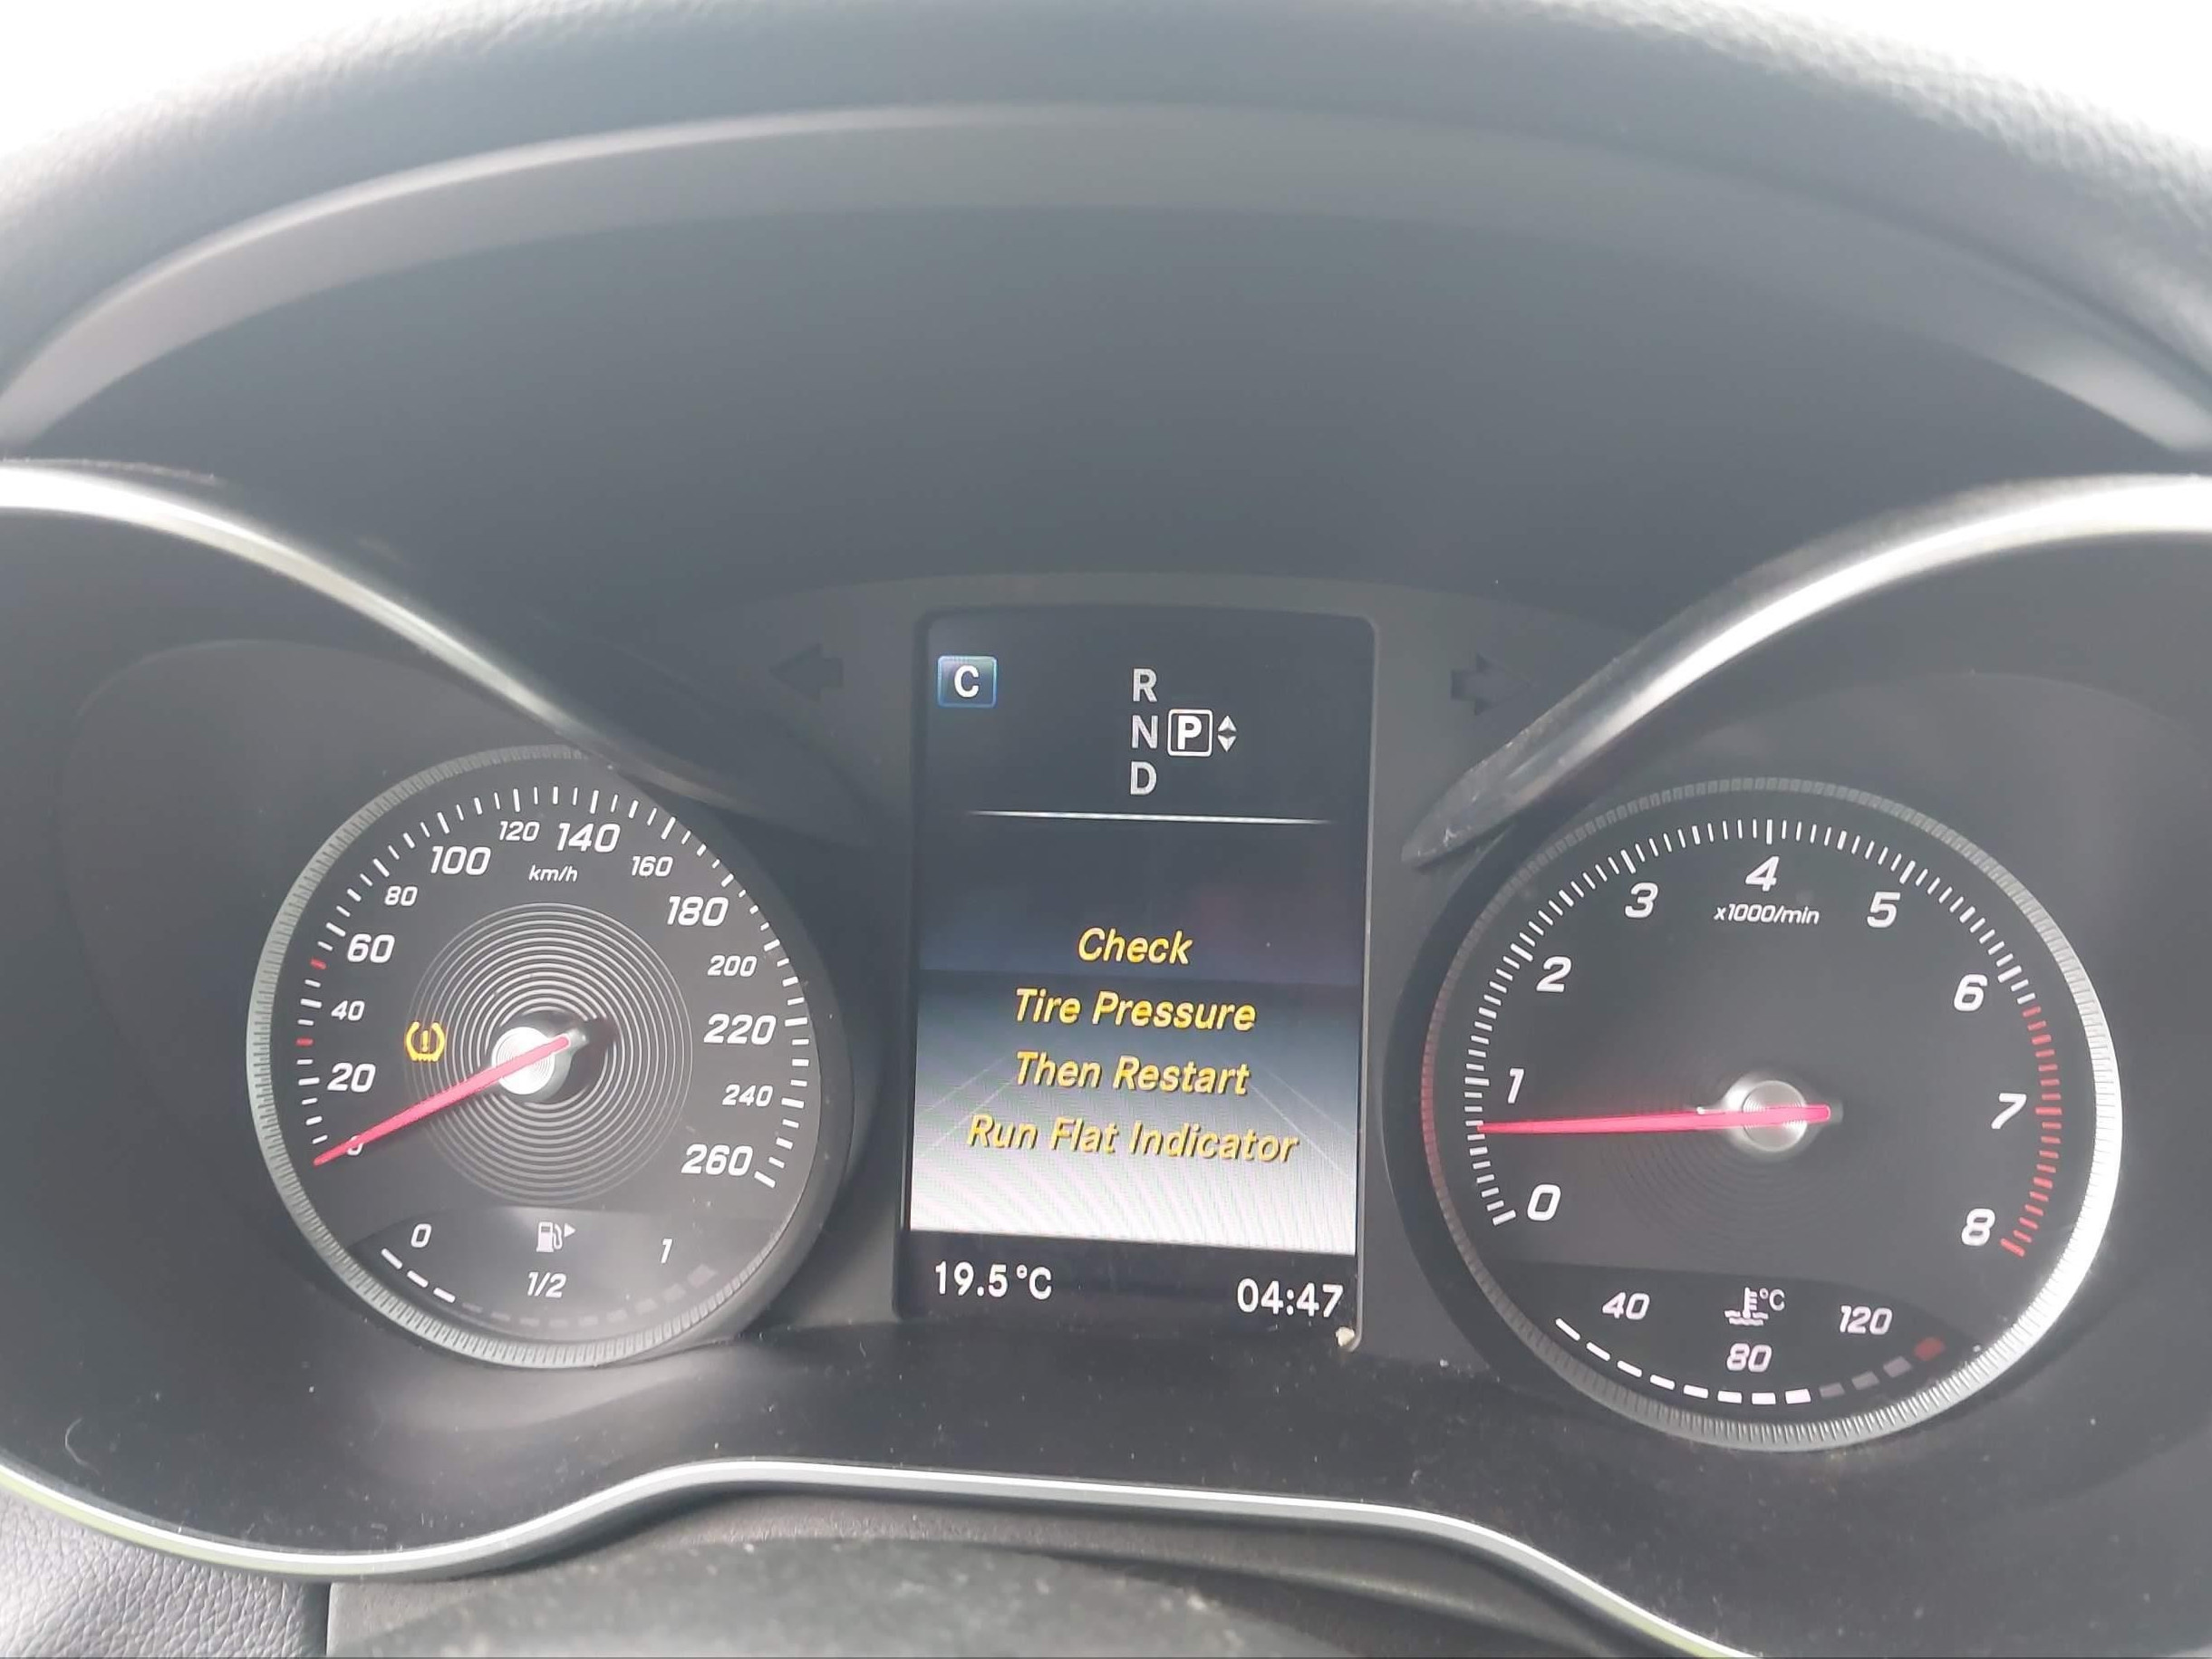 C
R
N P
D
Check
Tire Pressure
Then Restart
Run Flat Indicator
19.5°C 04:47
0
20
40
60
80
100
120
140
160
180
200
220
240
260
km/h
0 1/2 1
0
1
2
3
4
5
6
7
8
x1000/min
40 80 120
°C